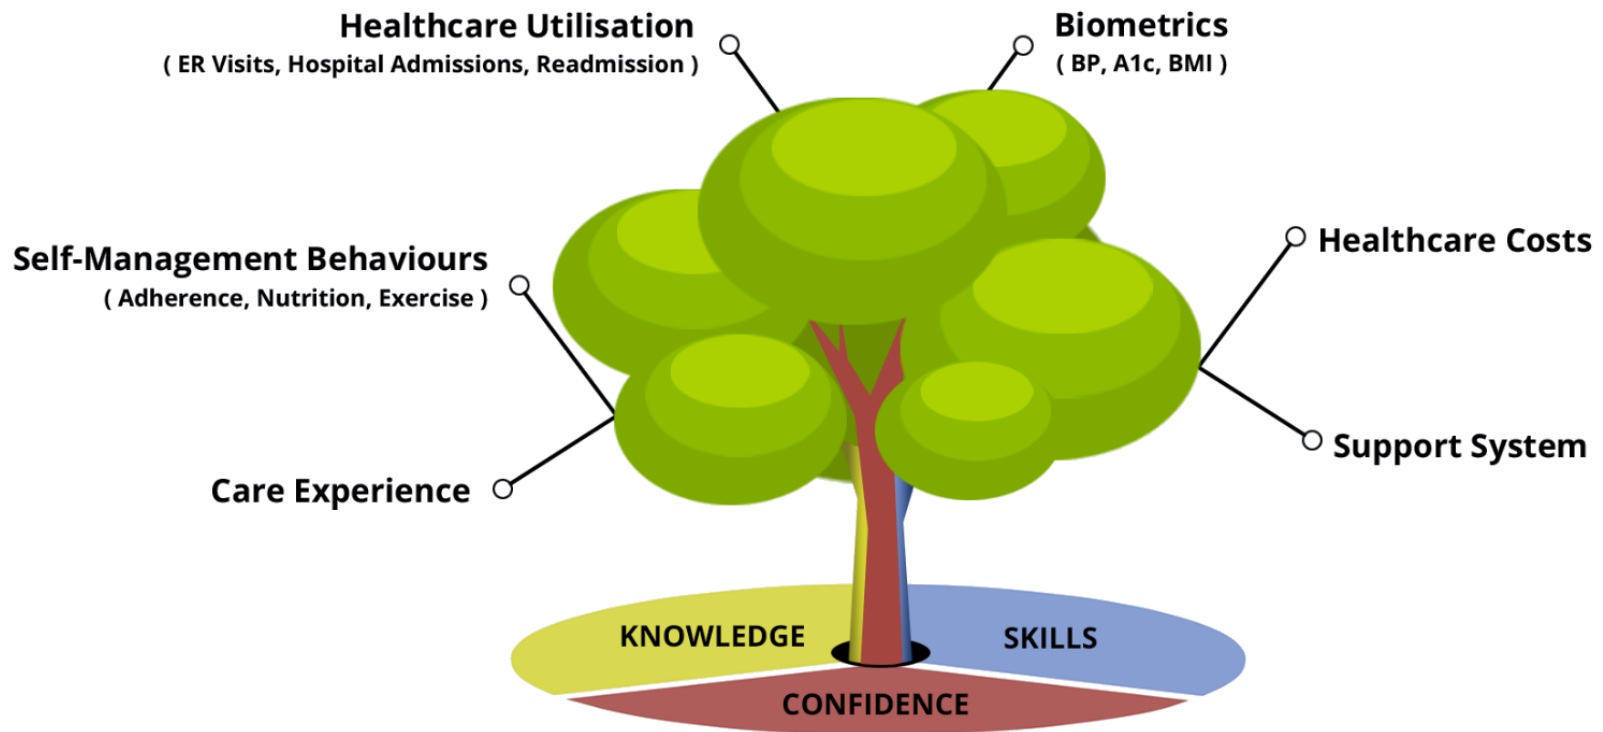 Healthcare Utilisation
( ER Visits, Hospital Admissions, Readmission )
Biometrics
( BP, A1c, BMI )
Self-Management Behaviours
( Adherence, Nutrition, Exercise )
Healthcare Costs
Care Experience
Support System
KNOWLEDGE
SKILLS
CONFIDENCE